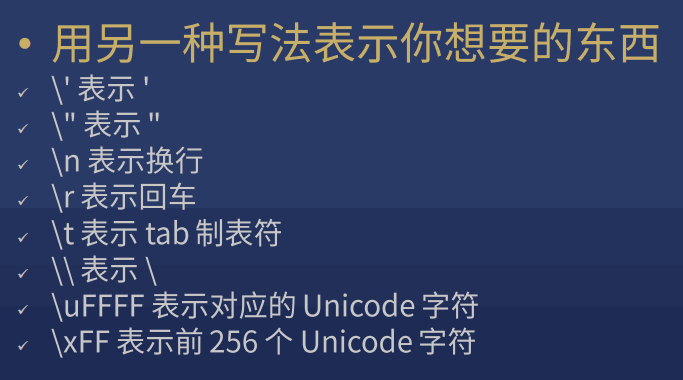 • 用另一种写法表示你想要的东西
✓ \' 表示 '
✓ \" 表示 "
✓ \n 表示换行
✓ \r 表示回车
✓ \t 表示 tab 制表符
✓ \\ 表示 \
✓ \uFFFF 表示对应的 Unicode 字符
✓ \xFF 表示前 256 个 Unicode 字符